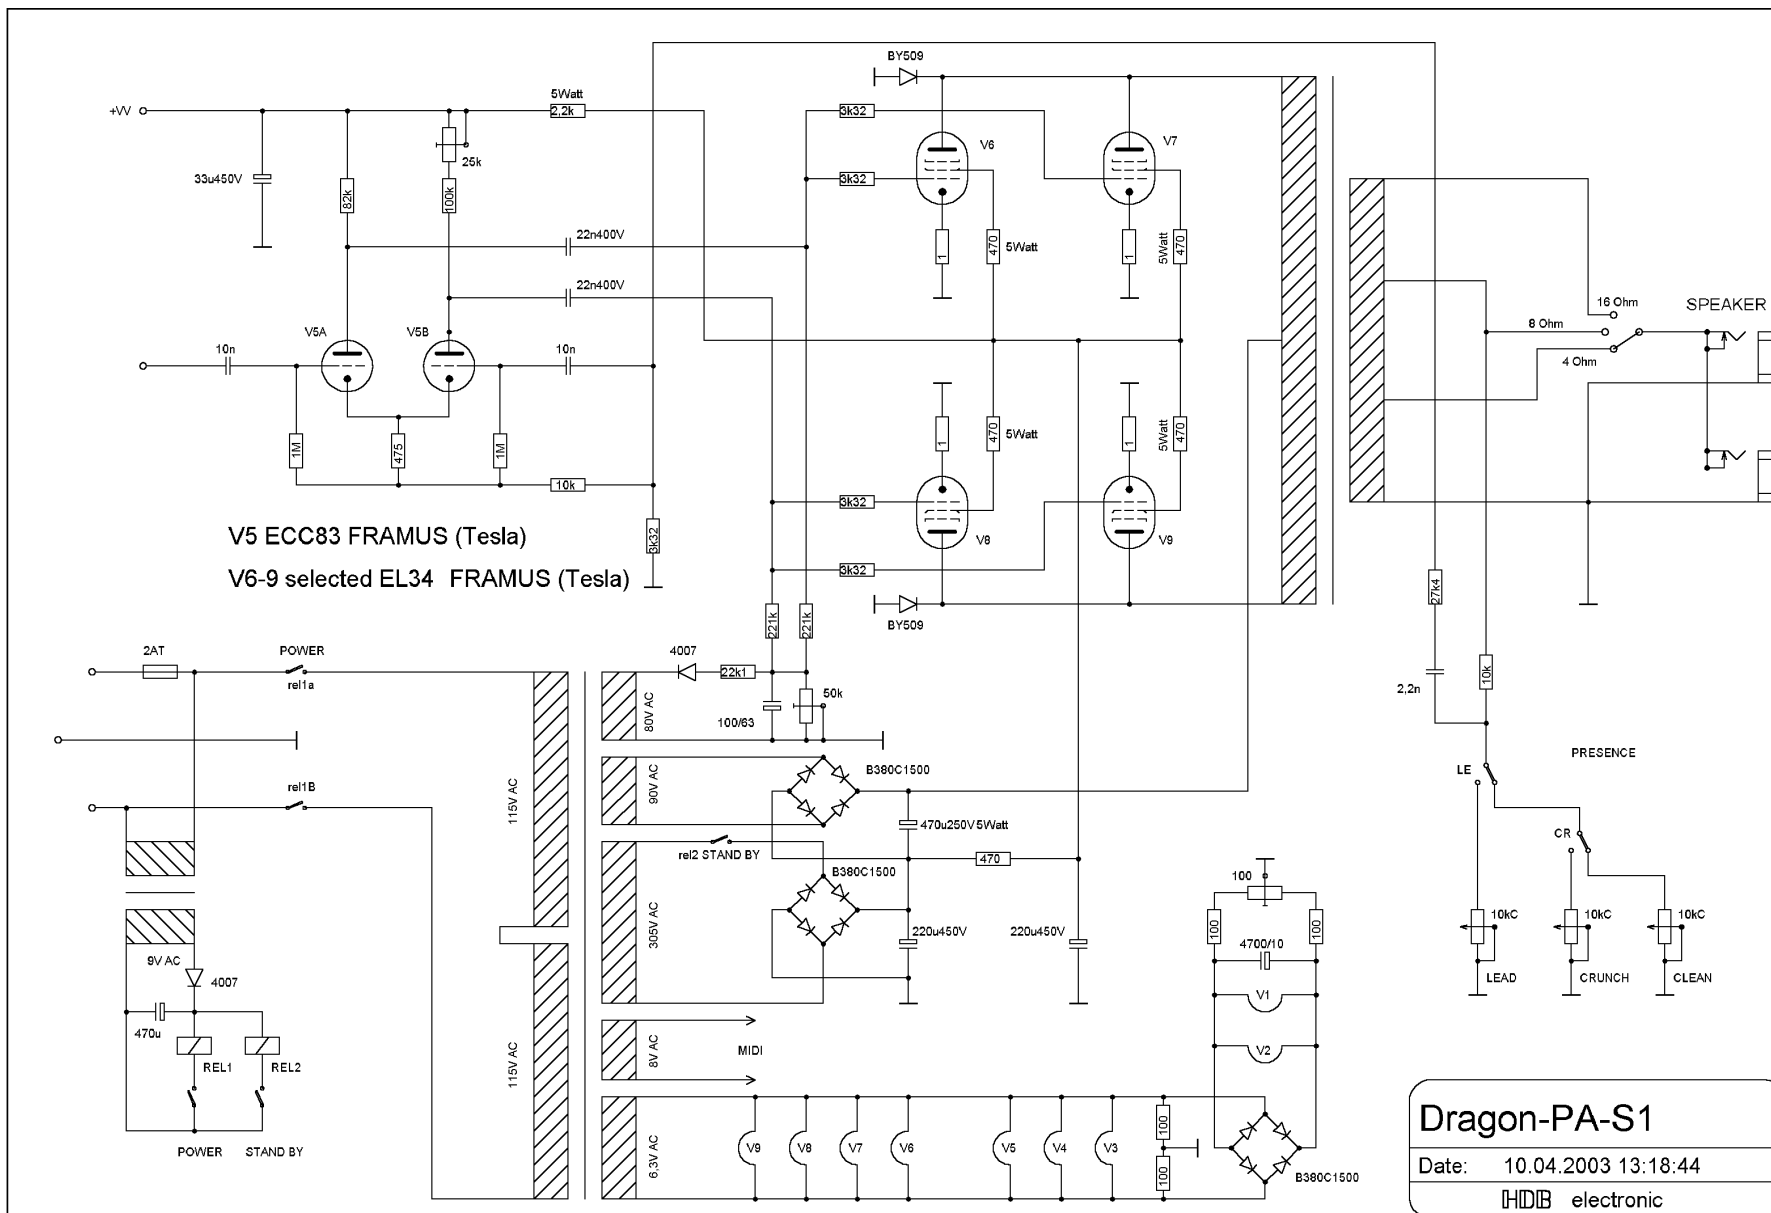 BY509
5Watt
+VV
2,2k
3k32
V6
V7
25k
33u450V
3k32
82k
100k
22n400V
1
470
5Watt
1
5Watt
470
22n400V
16 Ohm
SPEAKER
8 Ohm
V5A
V5B
10n
10n
4 Ohm
1
470
5Watt
1
5Watt
470
1M
475
1M
10k
3k32
V5 ECC83 FRAMUS (Tesla)
3k32
V8
V9
V6-9 selected EL34 FRAMUS (Tesla)
3k32
27k4
BY509
221k
221k
2AT
POWER
4007
22k1
rel1a
10k
2,2n
50k
80V AC
100/63
PRESENCE
B380C1500
LE
rel1B
90V AC
115V AC
470u250V5Watt
CR
rel2 STAND BY
470
B380C1500
100
10kC
10kC
10kC
100
100
305V AC
220u450V
220u450V
4700/10
9V AC
4007
LEAD
CRUNCH
CLEAN
V1
470u
MIDI
V2
8V AC
115V AC
REL1
REL2
Dragon-PA-S1
100
V9
V8
V7
V6
V5
V4
V3
POWER
STAND BY
6,3V AC
100
B380C1500
Date: 10.04.2003 13:18:44
HDB electronic